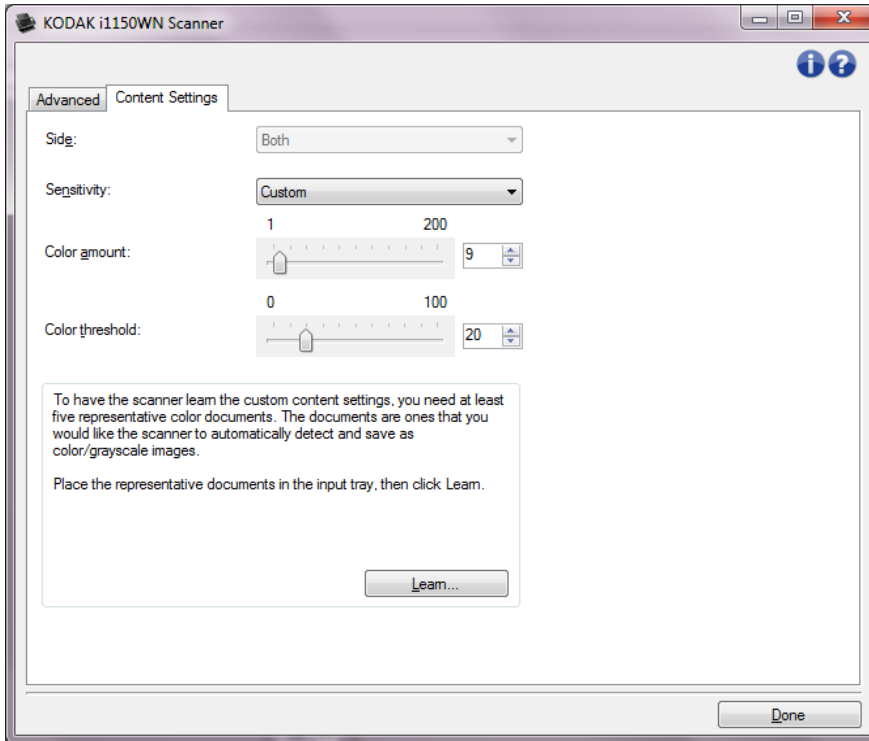 KODAK i1150WN Scanner
Advanced
Content Settings
Side:
Both
Sensitivity:
Custom
1 200
Color amount:
9
0 100
Color threshold:
20
To have the scanner learn the custom content settings, you need at least
five representative color documents. The documents are ones that you
would like the scanner to automatically detect and save as
color/grayscale images.
Place the representative documents in the input tray, then click Learn.
Learn...
Done